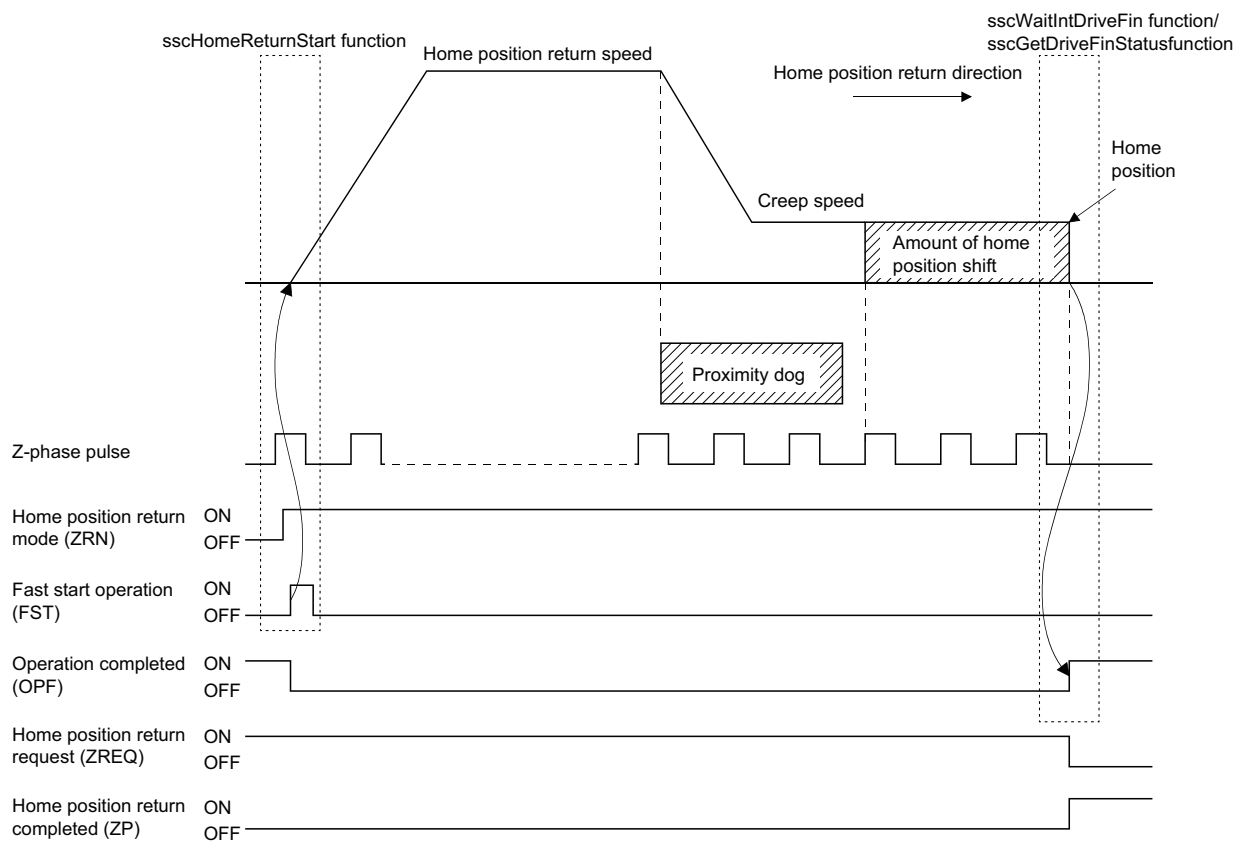 sscHomeReturnStart function
Home position return speed
sscWaitIntDriveFin function/
sscGetDriveFinStatusfunction
Home position return direction
Home
position
Creep speed
Amount of home
position shift
Proximity dog
Z-phase pulse
Home position return
mode (ZRN)
ON
OFF
Fast start operation
(FST)
ON
OFF
Operation completed
(OPF)
ON
OFF
Home position return
request (ZREQ)
ON
OFF
Home position return
completed (ZP)
ON
OFF